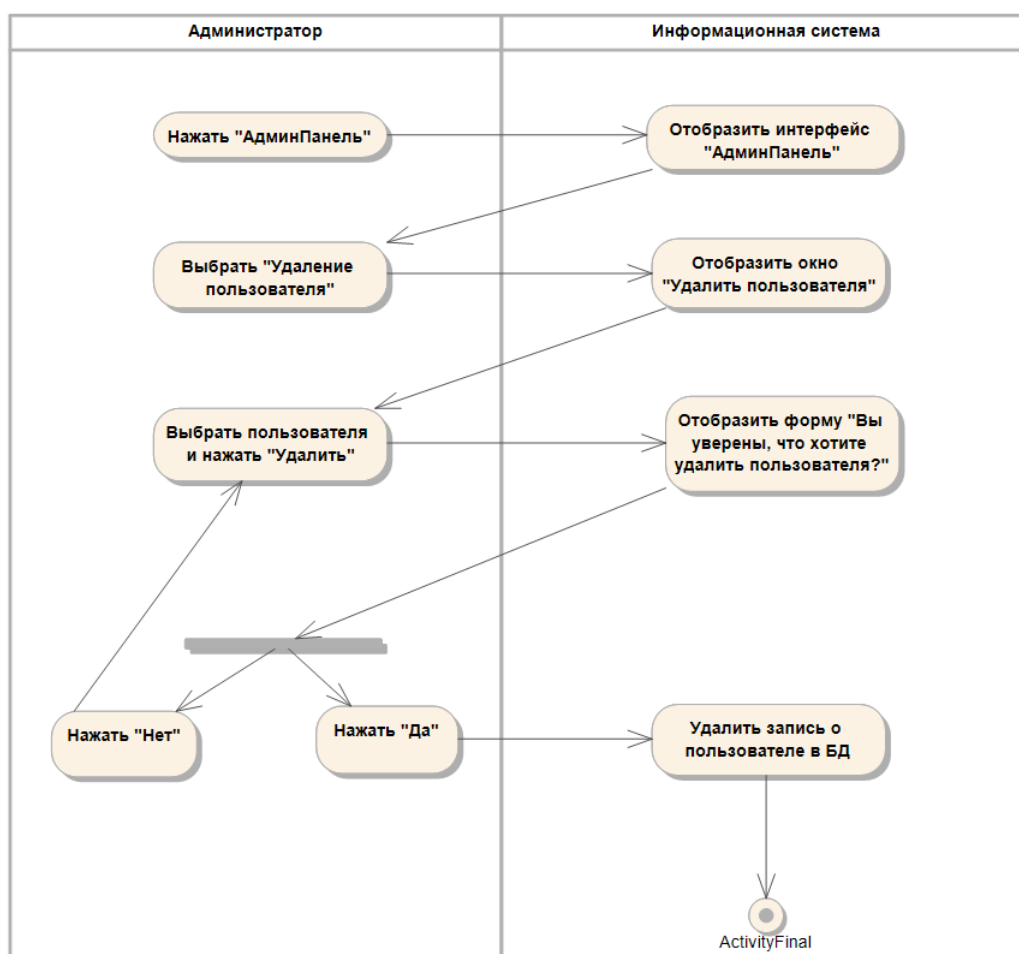 Администратор
Информационная система
Нажать "АдминПанель"
Отобразить интерфейс
"АдминПанель"
Выбрать "Удаление
пользователя"
Отобразить окно
"Удалить пользователя"
Выбрать пользователя
и нажать "Удалить"
Отобразить форму "Вы
уверены, что хотите
удалить пользователя?"
Нажать "Нет"
Нажать "Да"
Удалить запись о
пользователе в БД
ActivityFinal